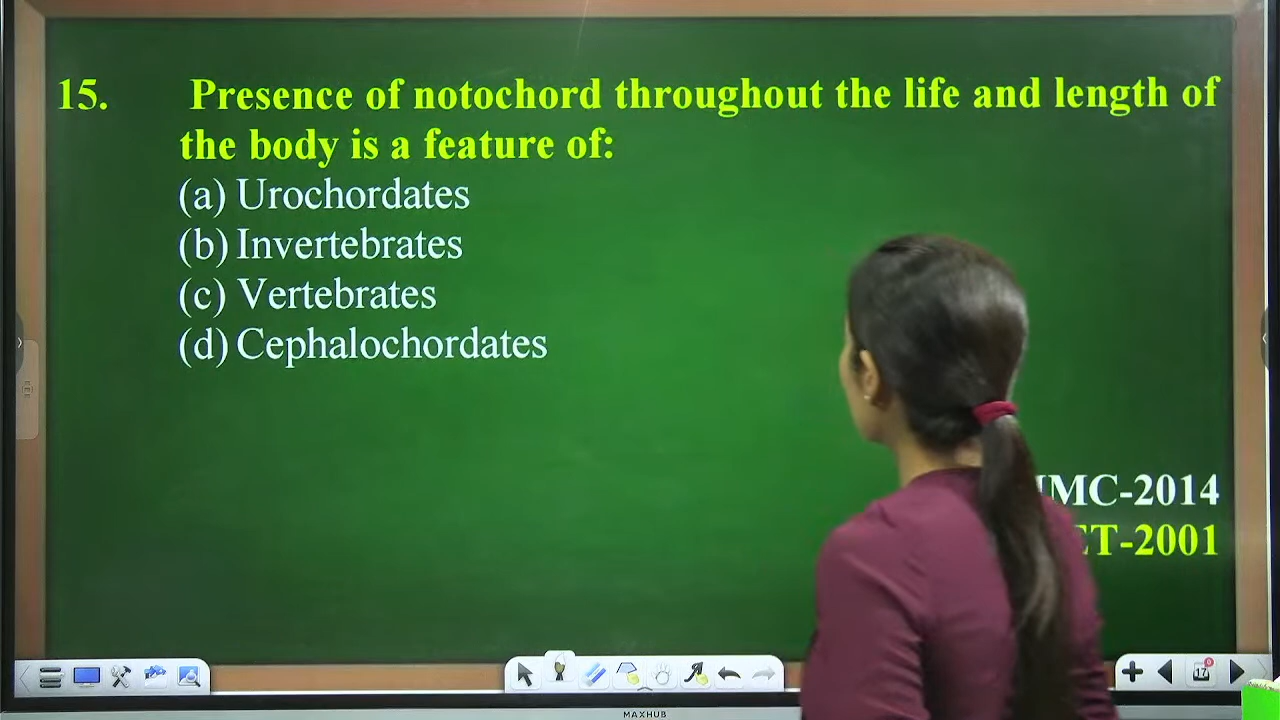 15. Presence of notochord throughout the life and length of
the body is a feature of:
(a) Urochordates
(b) Invertebrates
(c) Vertebrates
(d) Cephalochordates
MC-2014
T-2001
17
MAXHUB